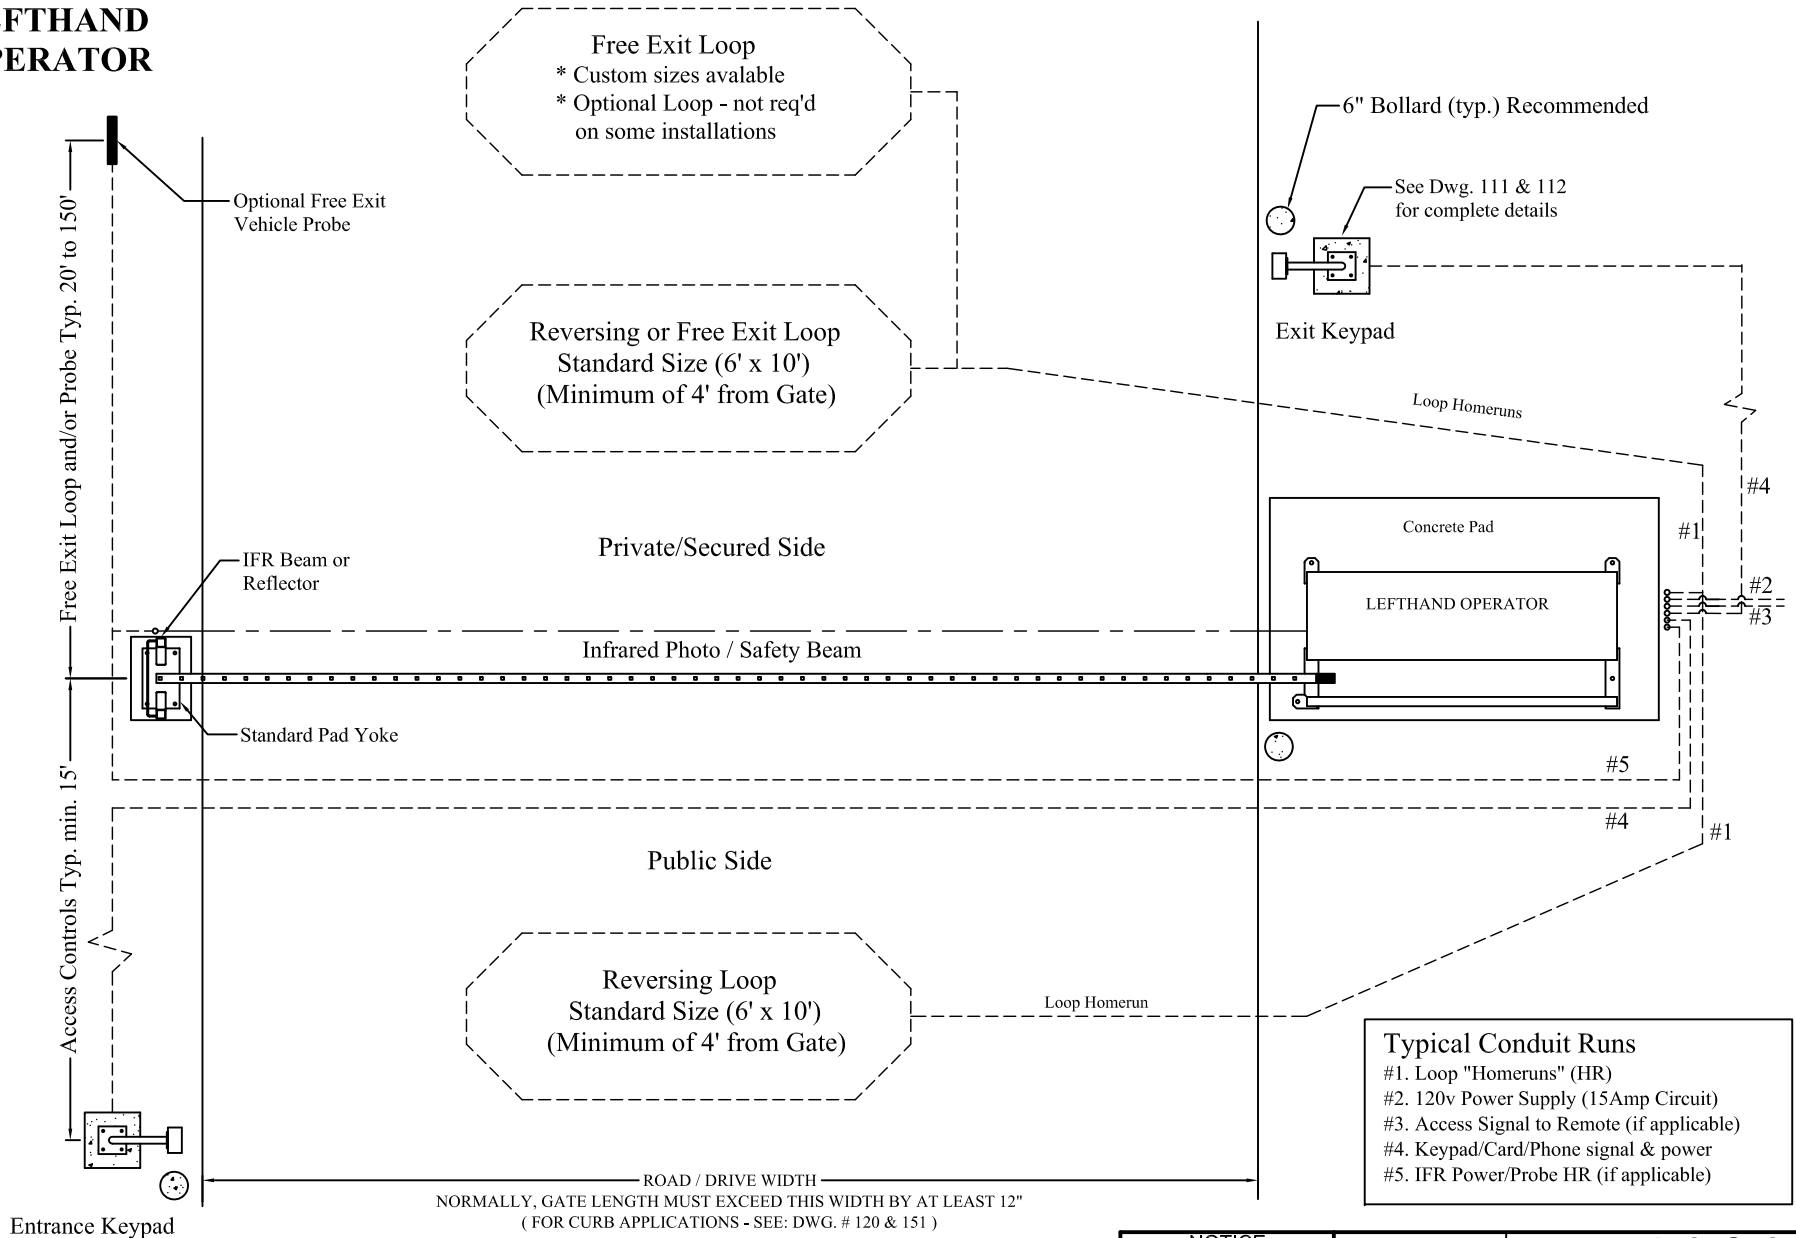 Free Exit Loop
* Custom sizes avalable
* Optional Loop - not req'd
on some installations
6" Bollard (typ.) Recommended
See Dwg. 111 & 112
for complete details
Optional Free Exit
Vehicle Probe
Free Exit Loop and/or Probe Typ. 20' to 150'
Reversing or Free Exit Loop
Standard Size (6' x 10')
(Minimum of 4' from Gate)
Exit Keypad
Loop Homeruns
#4
#1
Concrete Pad
Private/Secured Side
IFR Beam or
Reflector
LEFTHAND OPERATOR
#2
#3
Infrared Photo / Safety Beam
Standard Pad Yoke
#5
#4
#1
Access Controls Typ. min. 15'
Public Side
Reversing Loop
Standard Size (6' x 10')
(Minimum of 4' from Gate)
Loop Homerun
Typical Conduit Runs
#1. Loop "Homeruns" (HR)
#2. 120v Power Supply (15Amp Circuit)
#3. Access Signal to Remote (if applicable)
#4. Keypad/Card/Phone signal & power
#5. IFR Power/Probe HR (if applicable)
ROAD / DRIVE WIDTH
NORMALLY, GATE LENGTH MUST EXCEED THIS WIDTH BY AT LEAST 12"
( FOR CURB APPLICATIONS - SEE: DWG. # 120 & 151 )
Entrance Keypad
NOTICE